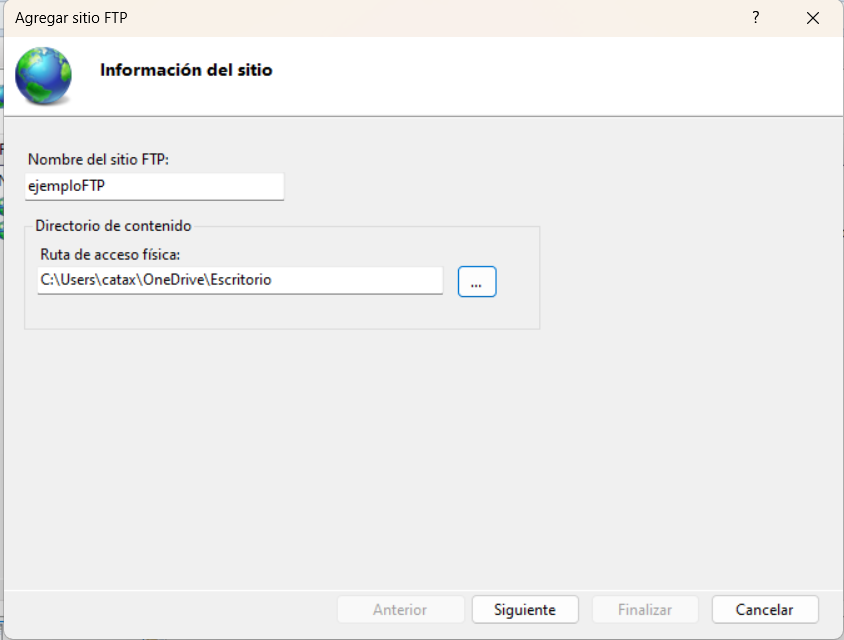 Agregar sitio FTP
?
Información del sitio
Nombre del sitio FTP:
ejemploFTP
Directorio de contenido
Ruta de acceso física:
C:\Users\catax\OneDrive\Escritorio
...
Anterior
Siguiente
Finalizar
Cancelar